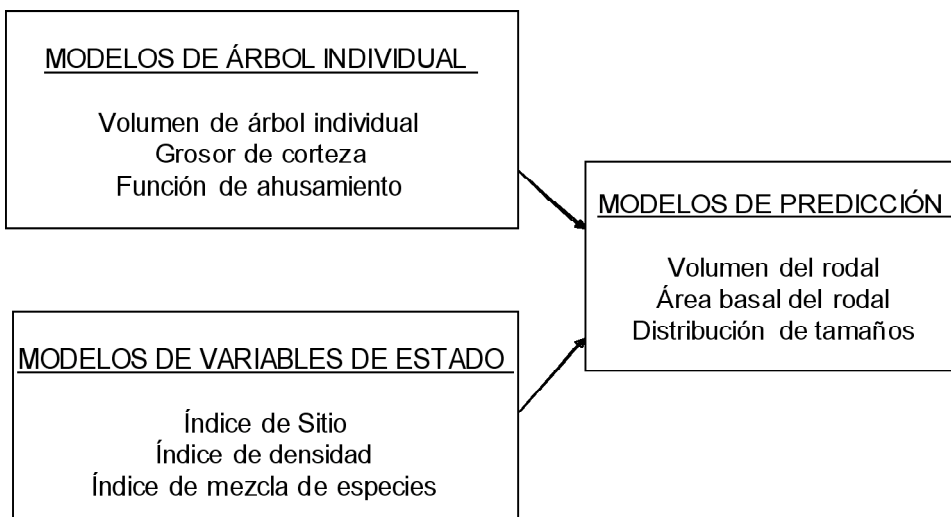 MODELOS DE ÁRBOL INDIVIDUAL
Volumen de árbol individual
Grosor de corteza
Función de ahusamiento
MODELOS DE VARIABLES DE ESTADO
Índice de Sitio
Índice de densidad
Índice de mezcla de especies
MODELOS DE PREDICCIÓN
Volumen del rodal
Área basal del rodal
Distribución de tamaños